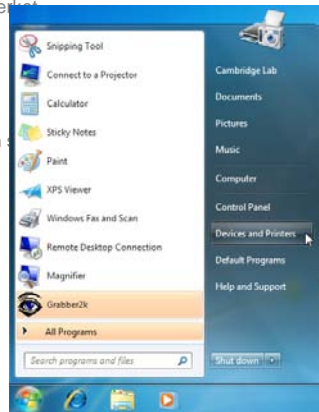 Snipping Tool
Connect to a Projector
Calculator
Sticky Notes
Paint
XPS Viewer
Windows Fax and Scan
Remote Desktop Connection
Magnifier
Grabber2k
All Programs
Search programs and files
Cambridge Lab
Documents
Pictures
Music
Computer
Control Panel
Devices and Printers
Default Programs
Help and Support
Shut down